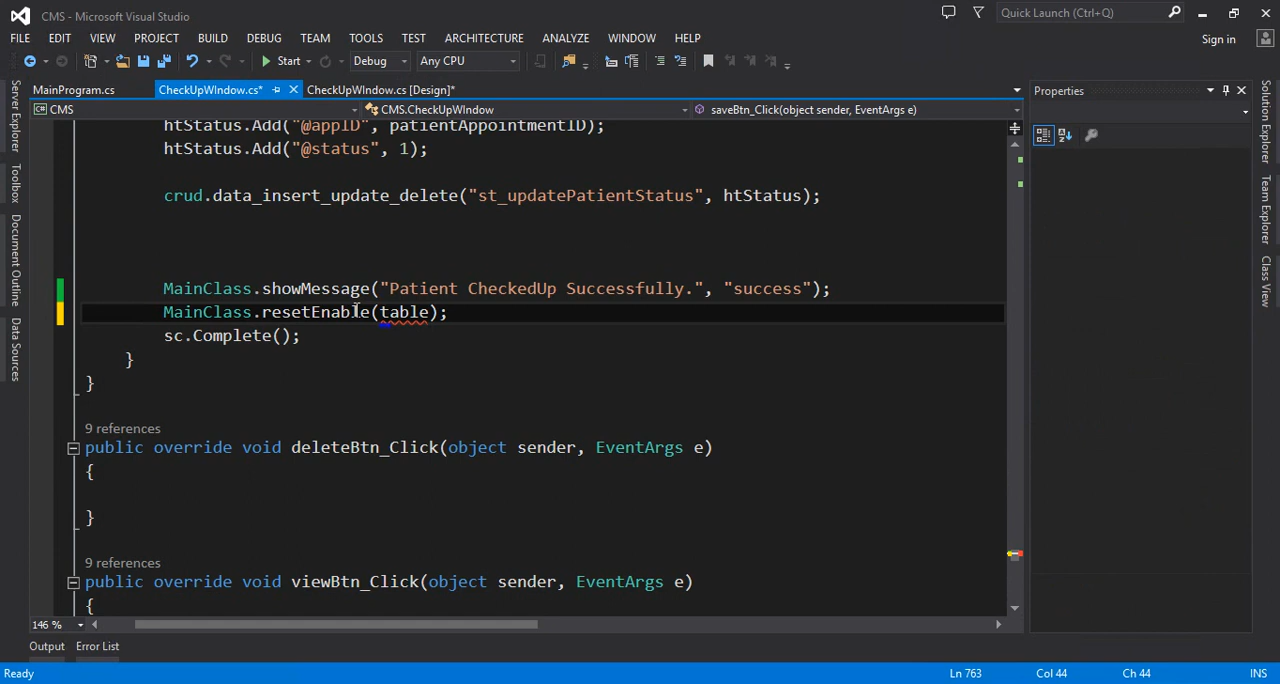 CMS - Microsoft Visual Studio
Quick Launch (Ctrl+Q)
FILE EDIT VIEW PROJECT BUILD DEBUG TEAM TOOLS TEST ARCHITECTURE ANALYZE WINDOW HELP
Sign in
Start Debug Any CPU
MainProgram.cs CheckUpWIndow.cs* CheckUpWIndow.cs [Design]*
Properties
CMS CMS.CheckUpWIndow saveBtn_Click(object sender, EventArgs e)
Server Explorer
Toolbox
Document Outline
Data Sources
Solution Explorer
Team Explorer
Class View
htStatus.Add("@appID", patientAppointmentID);
htStatus.Add("@status", 1);
crud.data_insert_update_delete("st_updatePatientStatus", htStatus);
MainClass.showMessage("Patient CheckedUp Successfully.", "success");
MainClass.resetEnable(table);
sc.Complete();
}
}
9 references
public override void deleteBtn_Click(object sender, EventArgs e)
{
}
9 references
public override void viewBtn_Click(object sender, EventArgs e)
{
146 %
Output Error List
Ready Ln 763 Col 44 Ch 44 INS